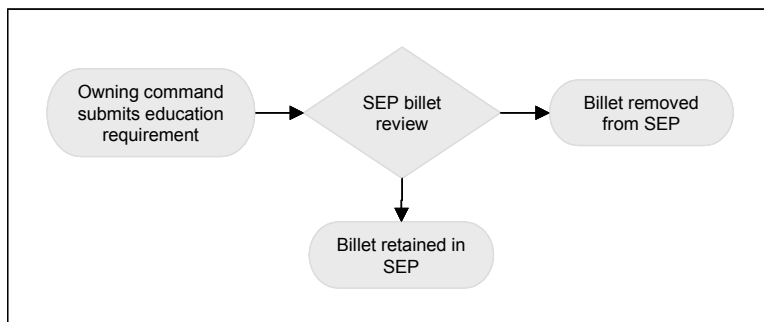 Owning command
submits education
requirement
SEP billet
review
Billet removed
from SEP
Billet retained in
SEP